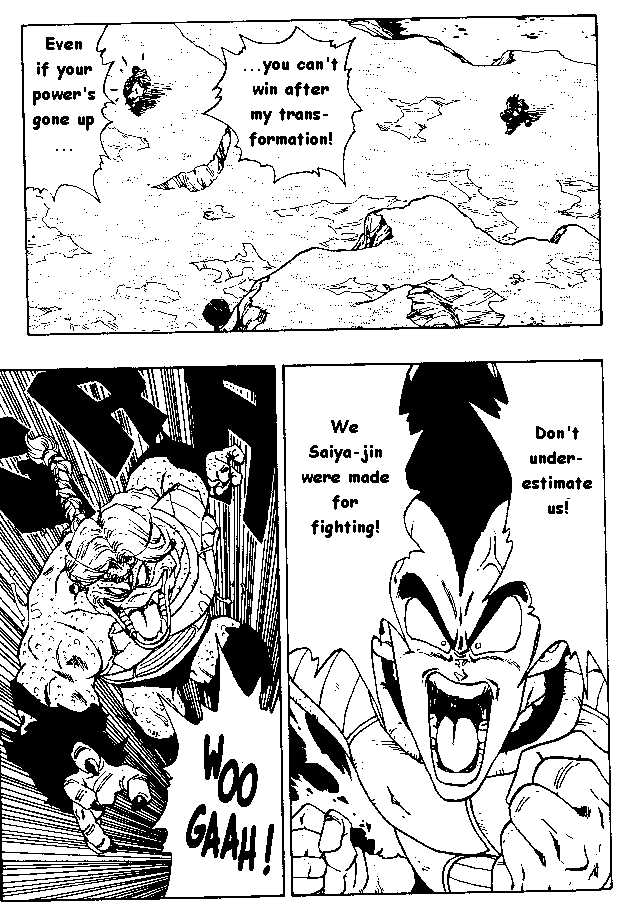 Even
if your
power's
gone up
...
...you can't
win after
my trans-
formation!
Don't
under-
estimate
us!
We
Saiya-jin
were made
for
fighting!
WOO
GAAH!